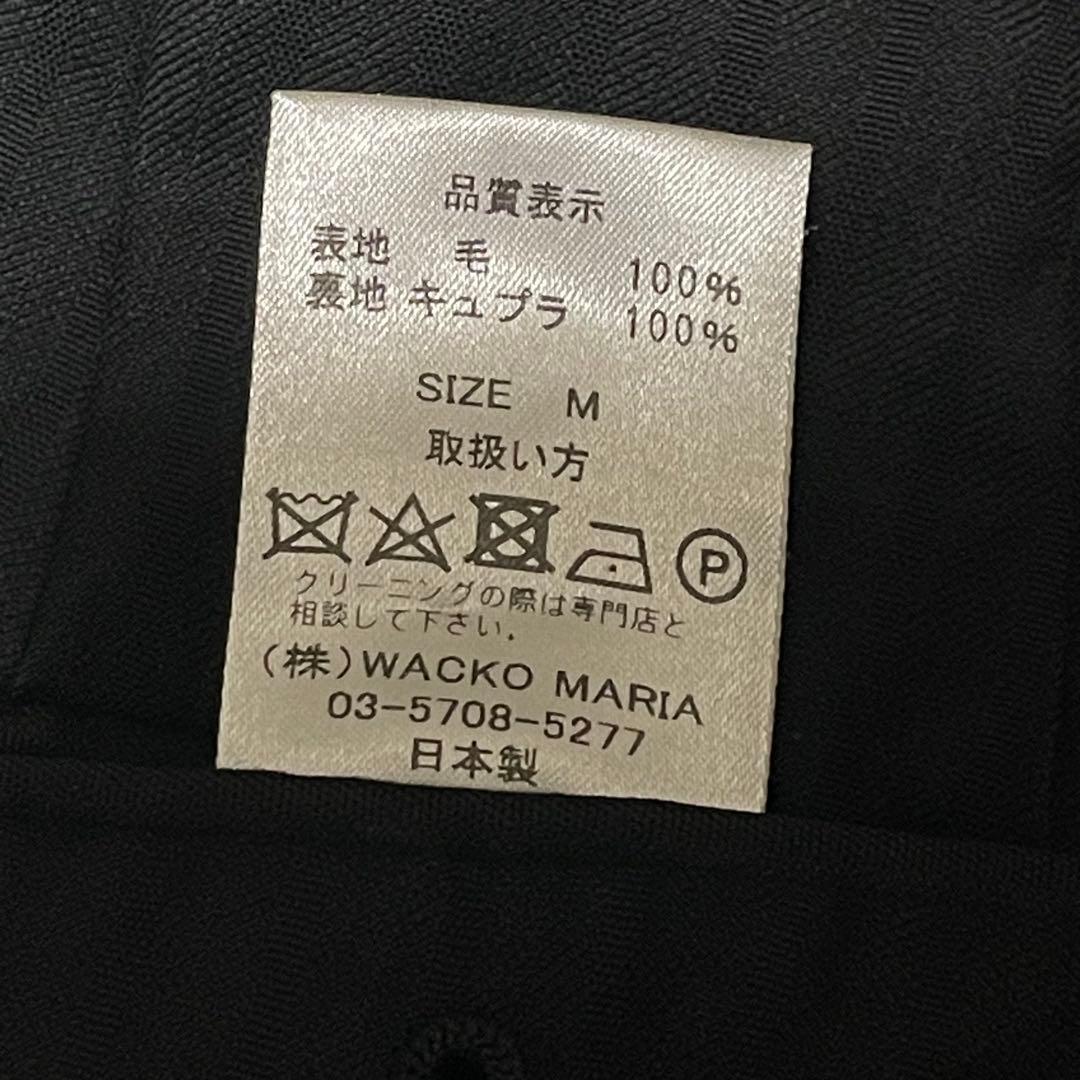 品質表示
表地 毛 100%
裏地 キュプラ 100%
SIZE M
取扱い方
P
クリーニングの際は専門店と
相談して下さい.
(株)WACKO MARIA
03-5708-5277
日本製